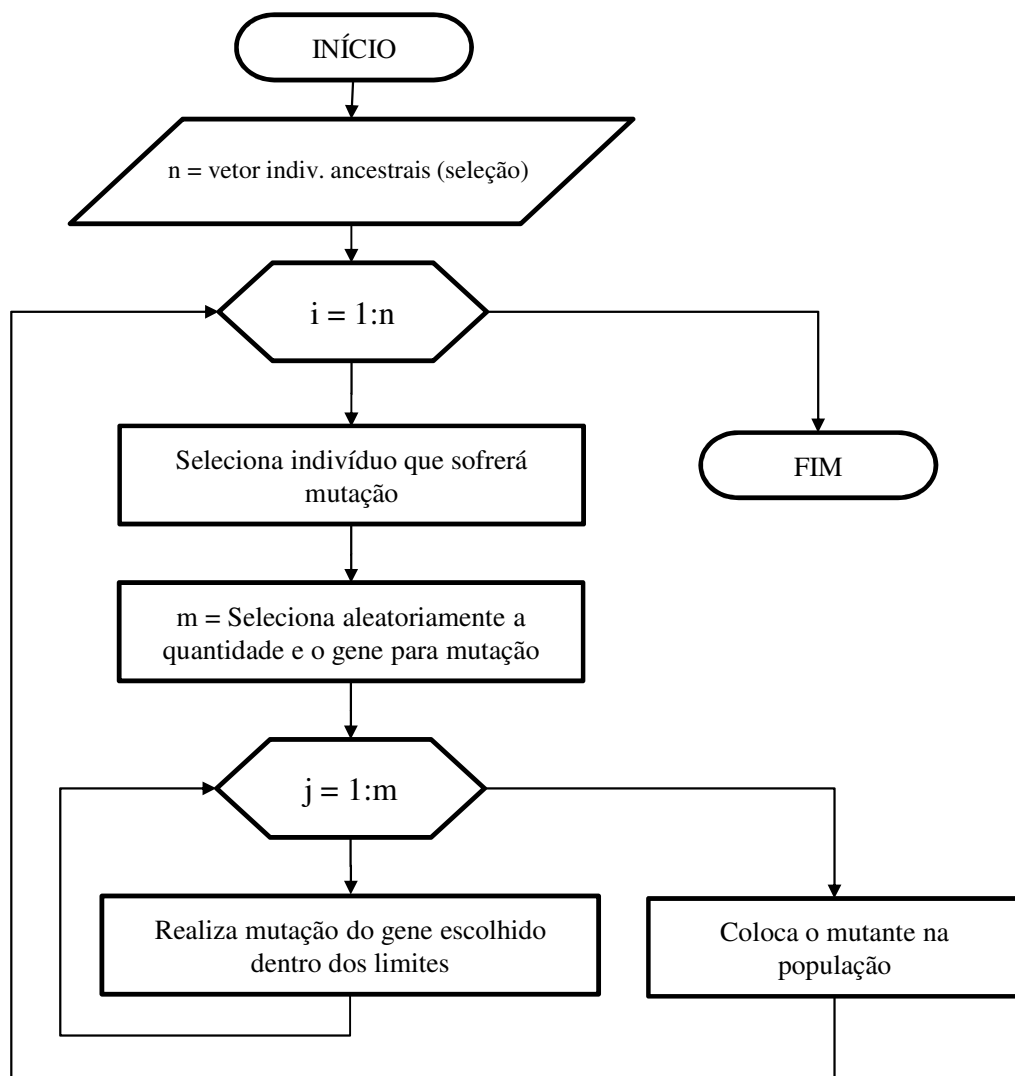 INÍCIO
n = vetor indiv. ancestrais (seleção)
i = 1:n
Seleciona indivíduo que sofrerá
mutação
FIM
m = Seleciona aleatoriamente a
quantidade e o gene para mutação
j = 1:m
Realiza mutação do gene escolhido
dentro dos limites
Coloca o mutante na
população